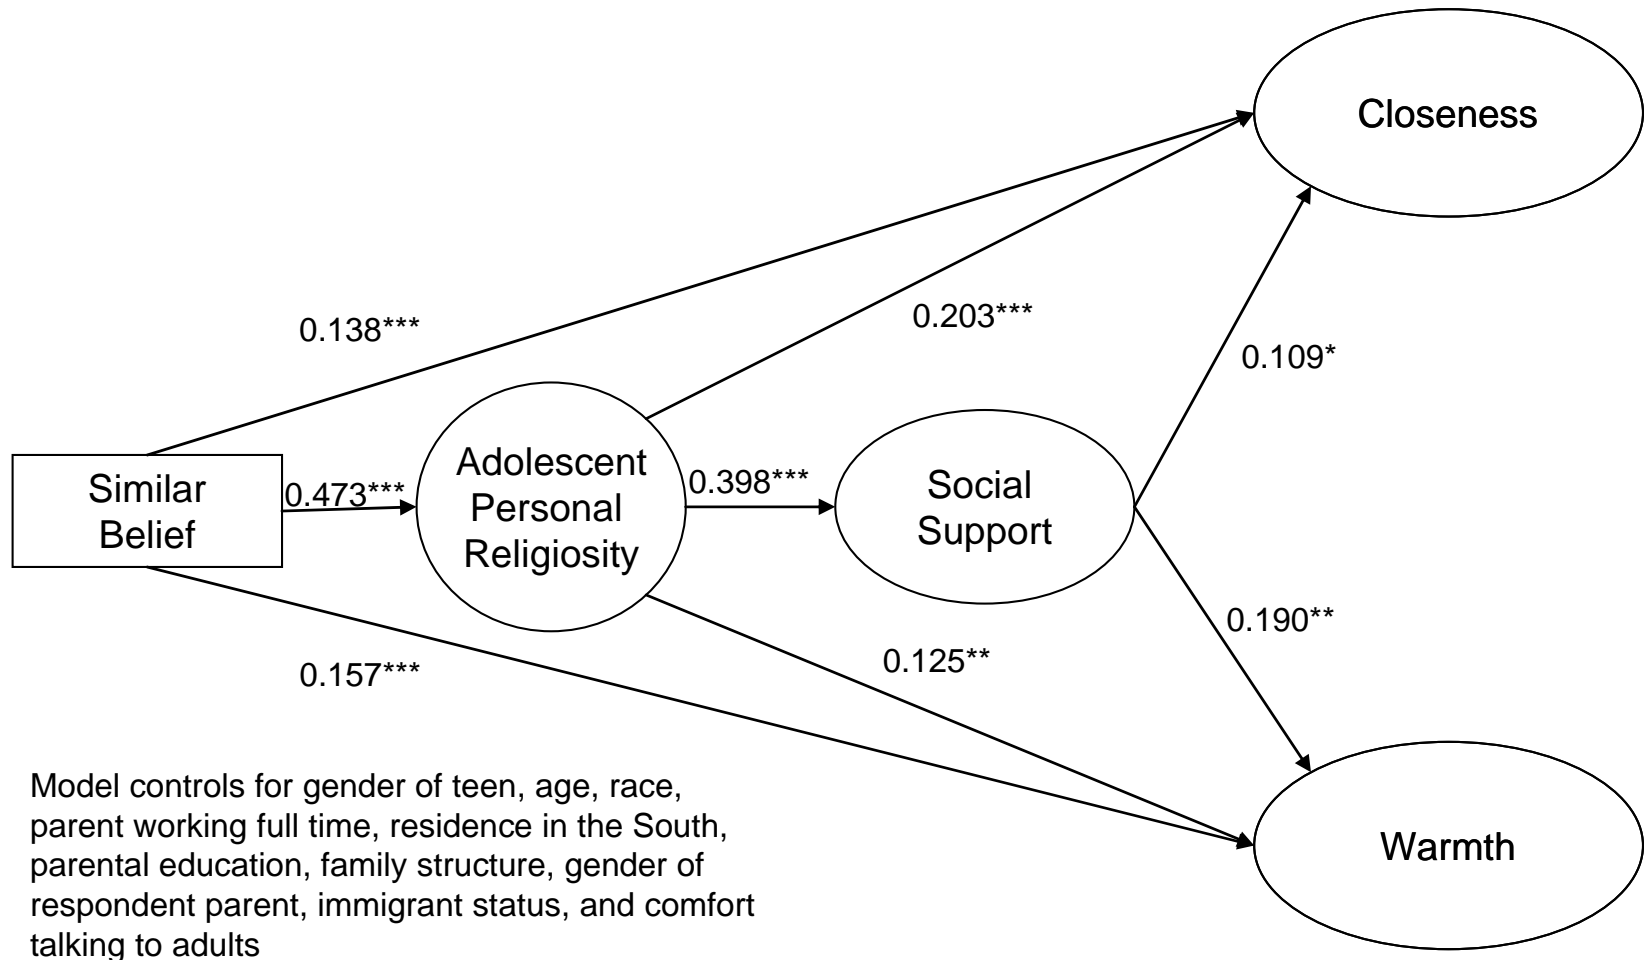 Closeness
0.138***
0.203***
0.109*
Similar
Belief
0.473***
Adolescent
Personal
Religiosity
0.398***
Social
Support
0.157***
0.125**
0.190**
Warmth
Model controls for gender of teen, age, race,
parent working full time, residence in the South,
parental education, family structure, gender of
respondent parent, immigrant status, and comfort
talking to adults